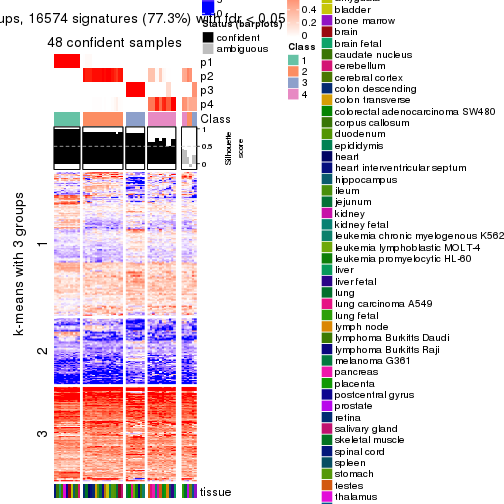 ups, 16574 signatures (77.3%) with fdr < 0.05
48 confident samples
p1
p2
p3
p4
Class
1
0.5
0
Silhouette
score
k-means with 3 groups
1
2
3
tissue
0
Status (barplots)
confident
ambiguous
0.4
0.2
0
Class
1
2
3
4
bladder
bone marrow
brain
brain fetal
caudate nucleus
cerebellum
cerebral cortex
colon descending
colon transverse
colorectal adenocarcinoma SW480
corpus callosum
duodenum
epididymis
heart
heart interventricular septum
hippocampus
ileum
jejunum
kidney
kidney fetal
leukemia chronic myelogenous K562
leukemia lymphoblastic MOLT-4
leukemia promyelocytic HL-60
liver
liver fetal
lung
lung carcinoma A549
lung fetal
lymph node
lymphoma Burkitts Daudi
lymphoma Burkitts Raji
melanoma G361
pancreas
placenta
postcentral gyrus
prostate
retina
salivary gland
skeletal muscle
spinal cord
spleen
stomach
testes
thalamus